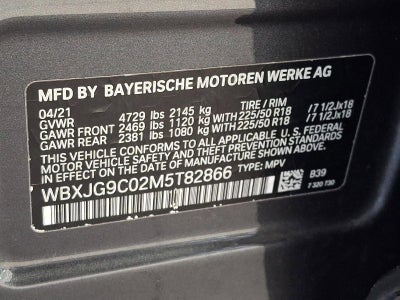 MFD BY BAYERISCHE MOTOREN WERKE AG
04/21 TIRE / RIM
GVWR 4729 lbs 2145 kg
GAWR FRONT 2469 lbs 1120 kg WITH 225/50 R18 / 7 1/2Jx18
GAWR REAR 2381 lbs 1080 kg WITH 225/50 R18 / 7 1/2Jx18
THIS VEHICLE CONFORMS TO ALL APPLICABLE U.S. FEDERAL
MOTOR VEHICLE SAFETY STANDARDS IN EFFECT
ON THE DATE OF MANUFACTURE SHOWN ABOVE.
WBXJG9C02M5T82866 TYPE: MPV
B39
T 320 T30